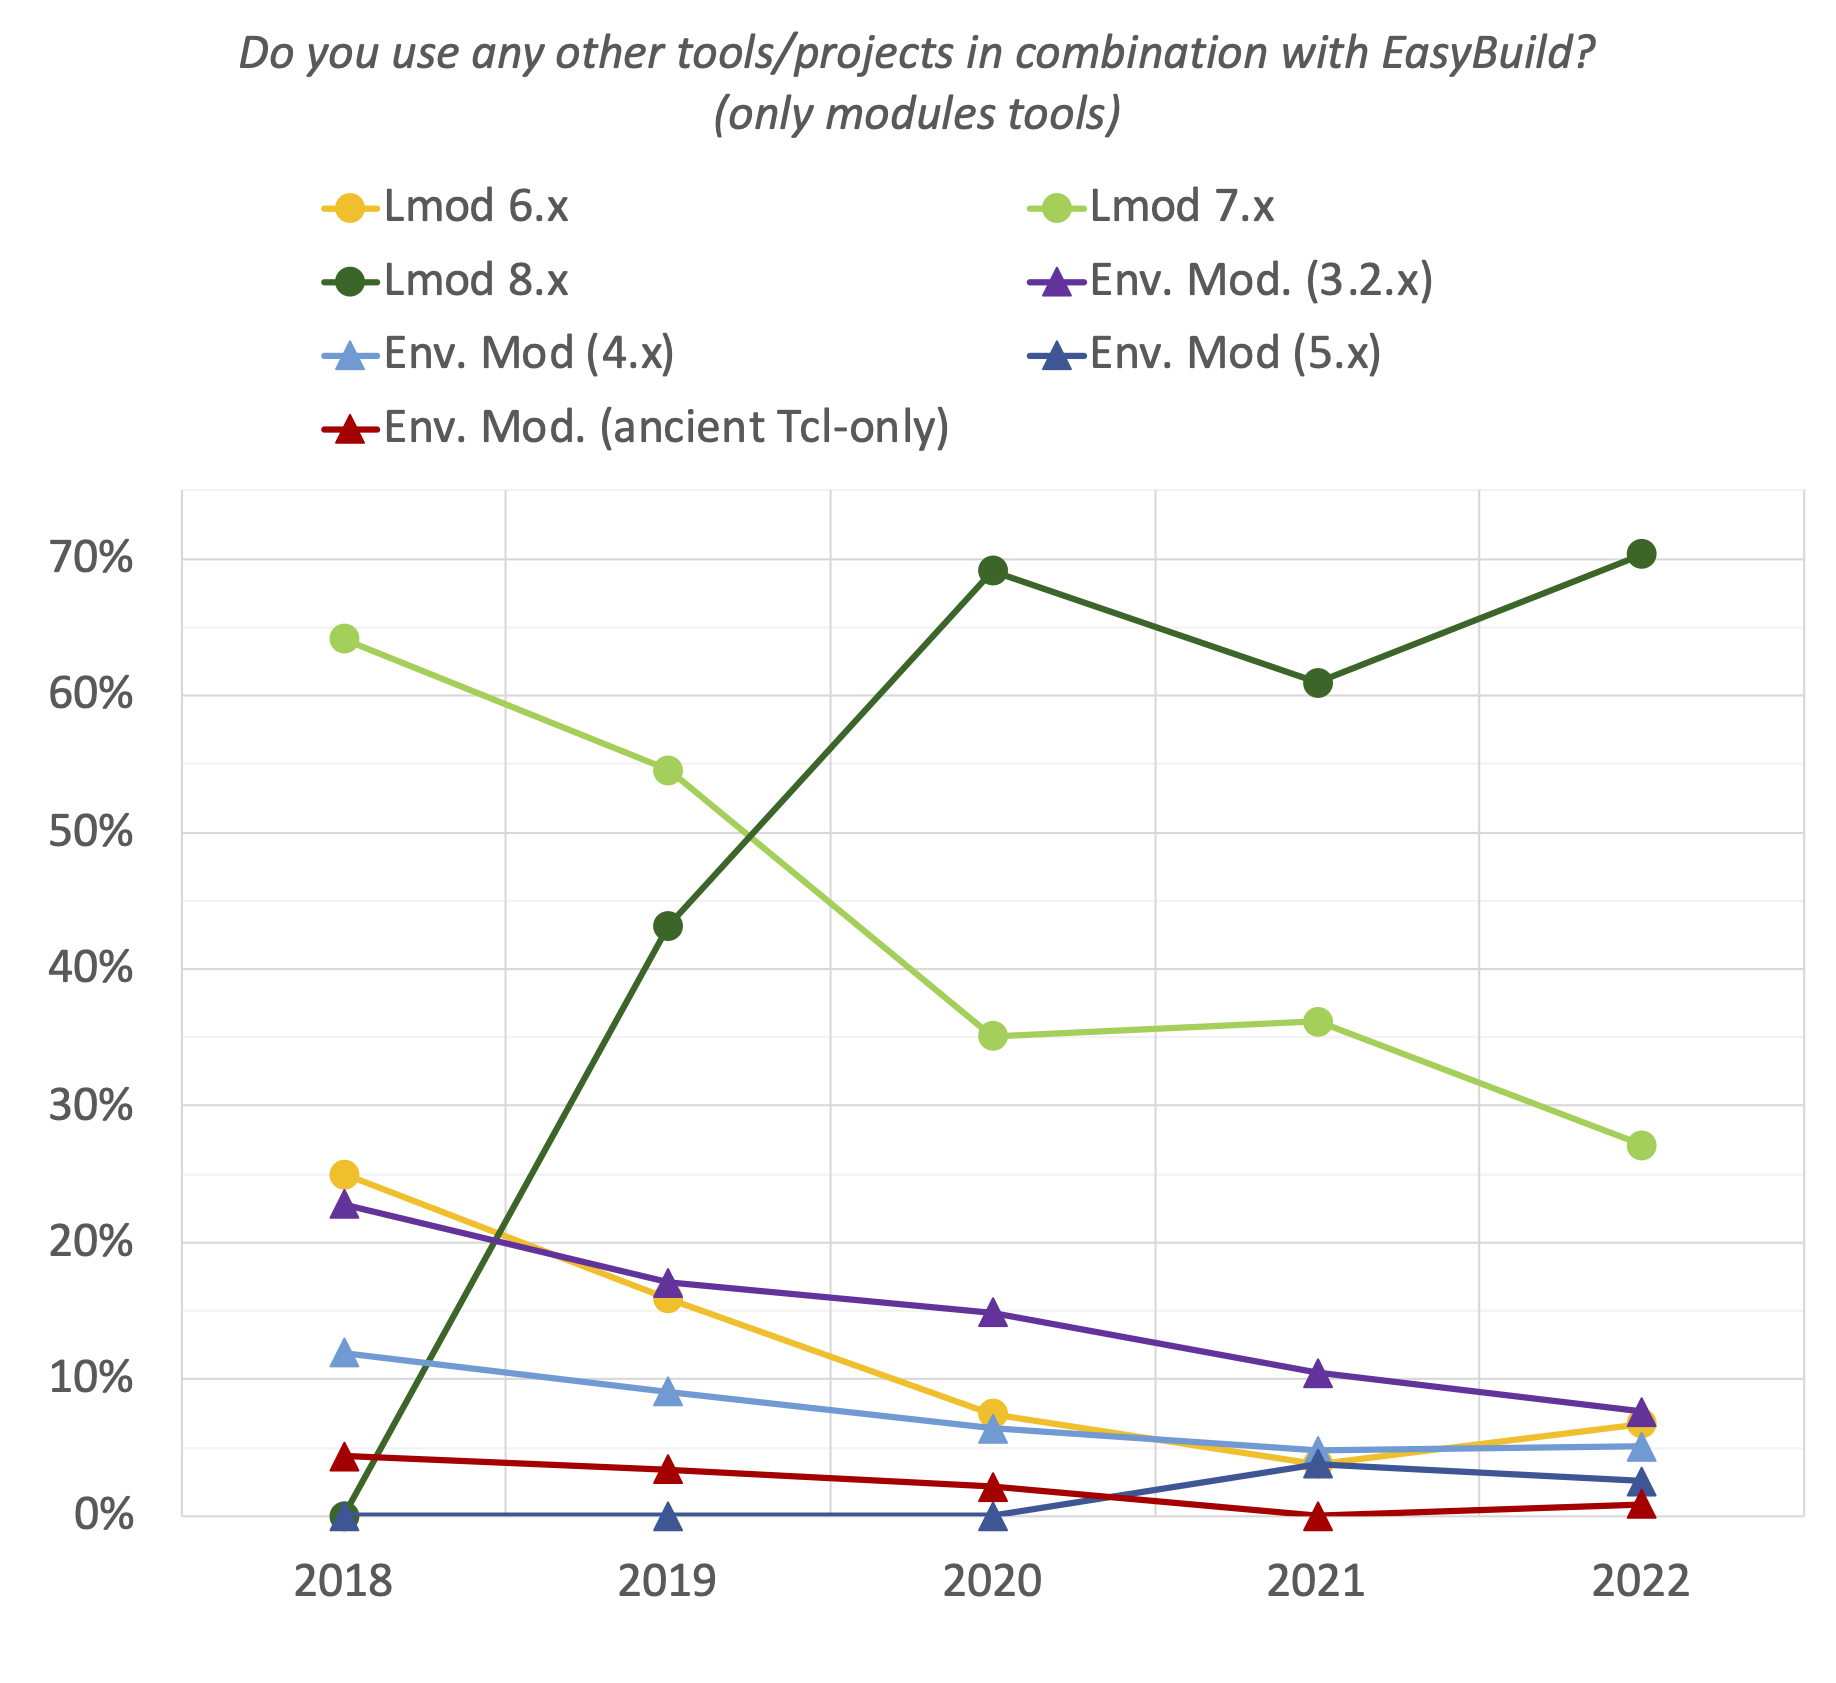 Do you use any other tools/projects in combination with EasyBuild?
(only modules tools)
Lmod 6.x
Lmod 7.x
Lmod 8.x
Env. Mod. (3.2.x)
Env. Mod (4.x)
Env. Mod (5.x)
Env. Mod. (ancient Tcl-only)
70%
60%
50%
40%
30%
20%
10%
0%
2018 2019 2020 2021 2022